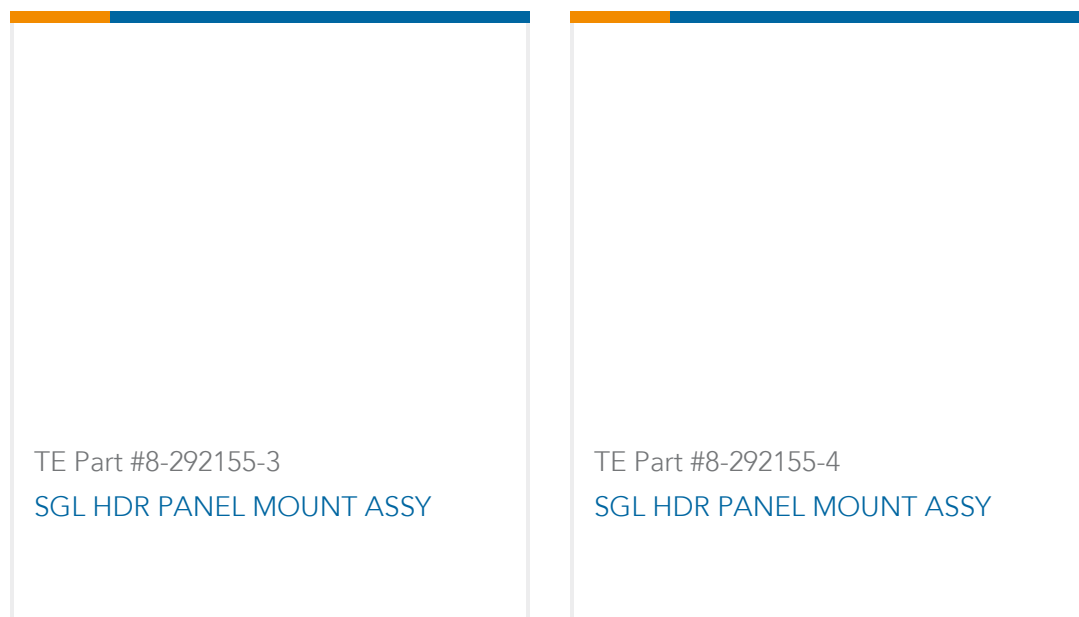 TE Part #8-292155-3
SGL HDR PANEL MOUNT ASSY
TE Part #8-292155-4
SGL HDR PANEL MOUNT ASSY